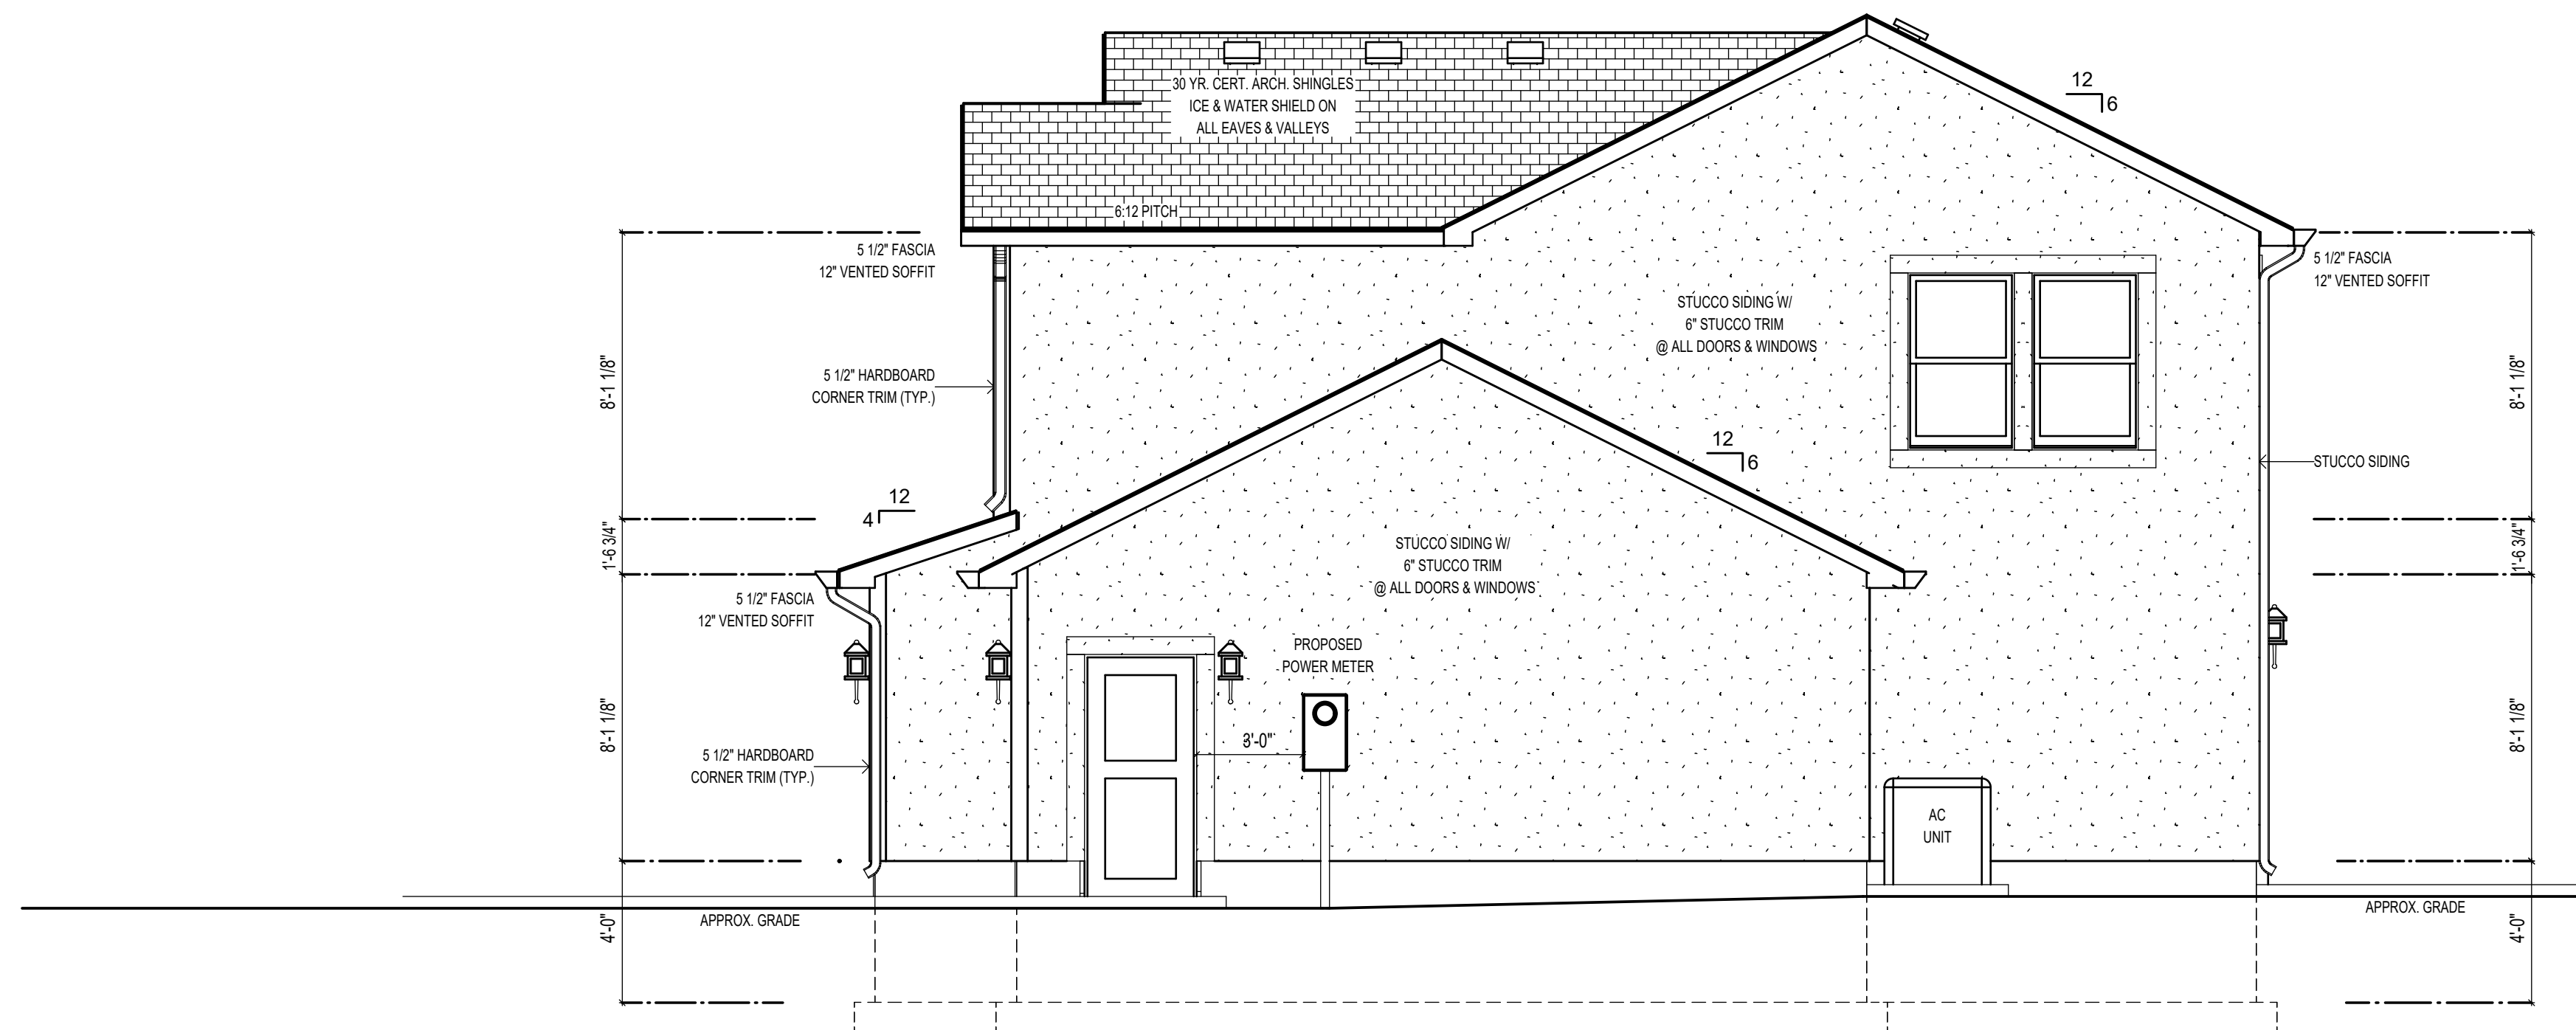 30 YR. CERT. ARCH. SHINGLES
ICE & WATER SHIELD ON
ALL EAVES & VALLEYS
6:12 PITCH
12
6
5 1/2" FASCIA
12" VENTED SOFFIT
5 1/2" FASCIA
12" VENTED SOFFIT
STUCCO SIDING W/
6" STUCCO TRIM
@ ALL DOORS & WINDOWS
8'-1 1/8"
5 1/2" HARDBOARD
CORNER TRIM (TYP.)
8'-1 1/8"
12
6
STUCCO SIDING
12
4
1'-6 3/4"
STUCCO SIDING W/
6" STUCCO TRIM
@ ALL DOORS & WINDOWS
1'-6 3/4"
5 1/2" FASCIA
12" VENTED SOFFIT
PROPOSED
POWER METER
8'-1 1/8"
3'-0"
8'-1 1/8"
5 1/2" HARDBOARD
CORNER TRIM (TYP.)
AC
UNIT
APPROX. GRADE
APPROX. GRADE
4'-0"
4'-0"